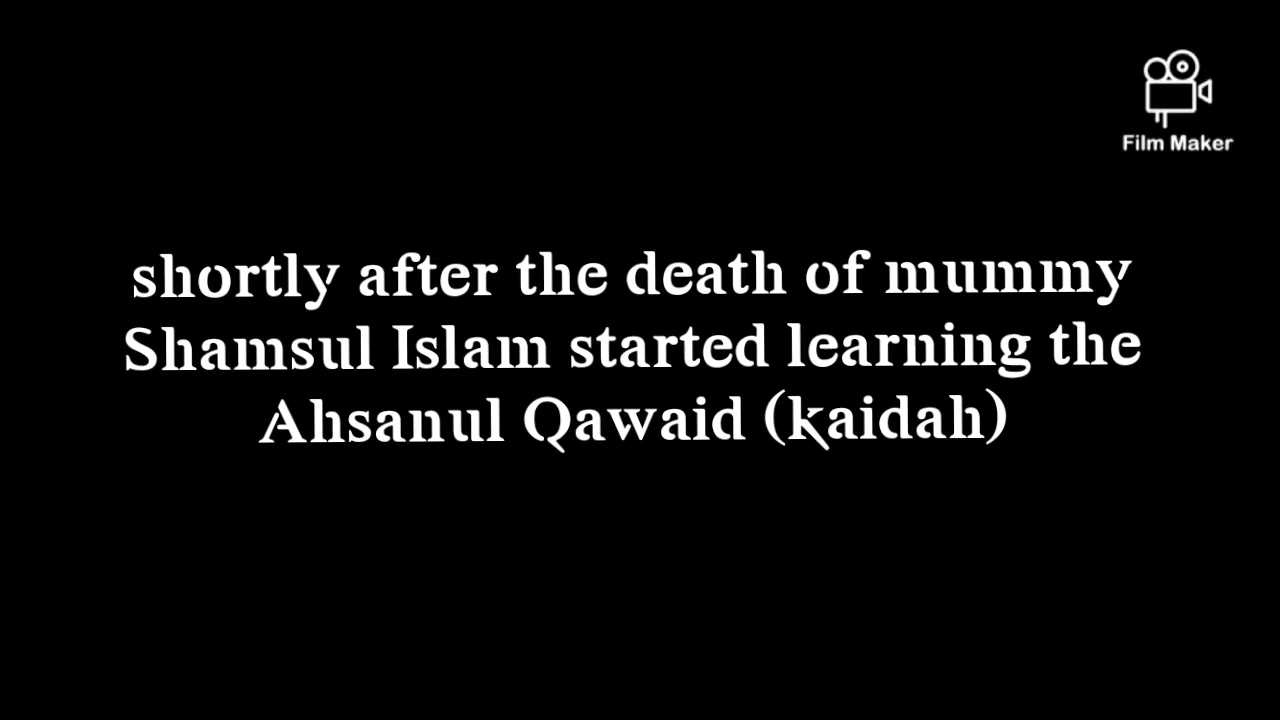 Film Maker
shortly after the death of mummy
Shamsul Islam started learning the
Ahsanul Qawaid (kaidah)